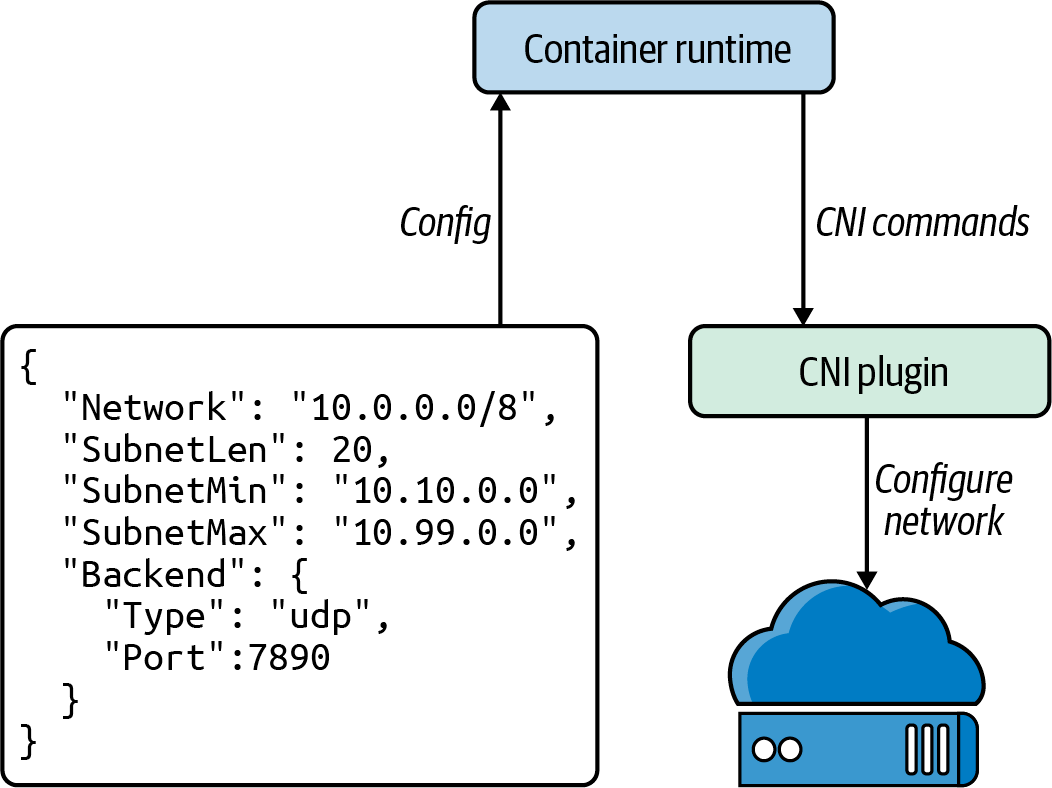 Container runtime
Config
CNI commands
{
  "Network": "10.0.0.0/8",
  "SubnetLen": 20,
  "SubnetMin": "10.10.0.0",
  "SubnetMax": "10.99.0.0",
  "Backend": {
    "Type": "udp",
    "Port":7890
  }
}
CNI plugin
Configure
network